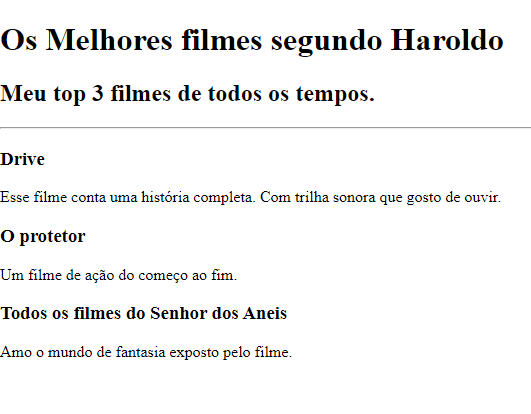 Os Melhores filmes segundo Haroldo
Meu top 3 filmes de todos os tempos.
Drive
Esse filme conta uma história completa. Com trilha sonora que gosto de ouvir.
O protetor
Um filme de ação do começo ao fim.
Todos os filmes do Senhor dos Aneis
Amo o mundo de fantasia exposto pelo filme.